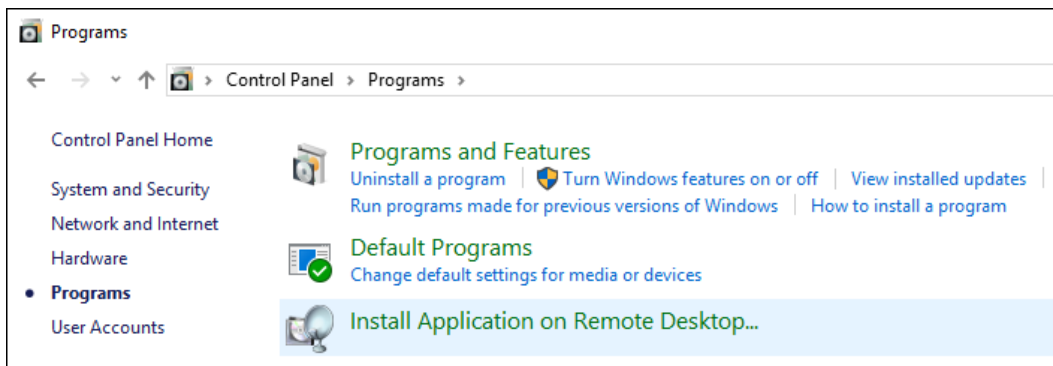 Programs
Control Panel > Programs >
Control Panel Home
System and Security
Network and Internet
Hardware
Programs
User Accounts
Programs and Features
Uninstall a program | Turn Windows features on or off | View installed updates |
Run programs made for previous versions of Windows | How to install a program
Default Programs
Change default settings for media or devices
Install Application on Remote Desktop...